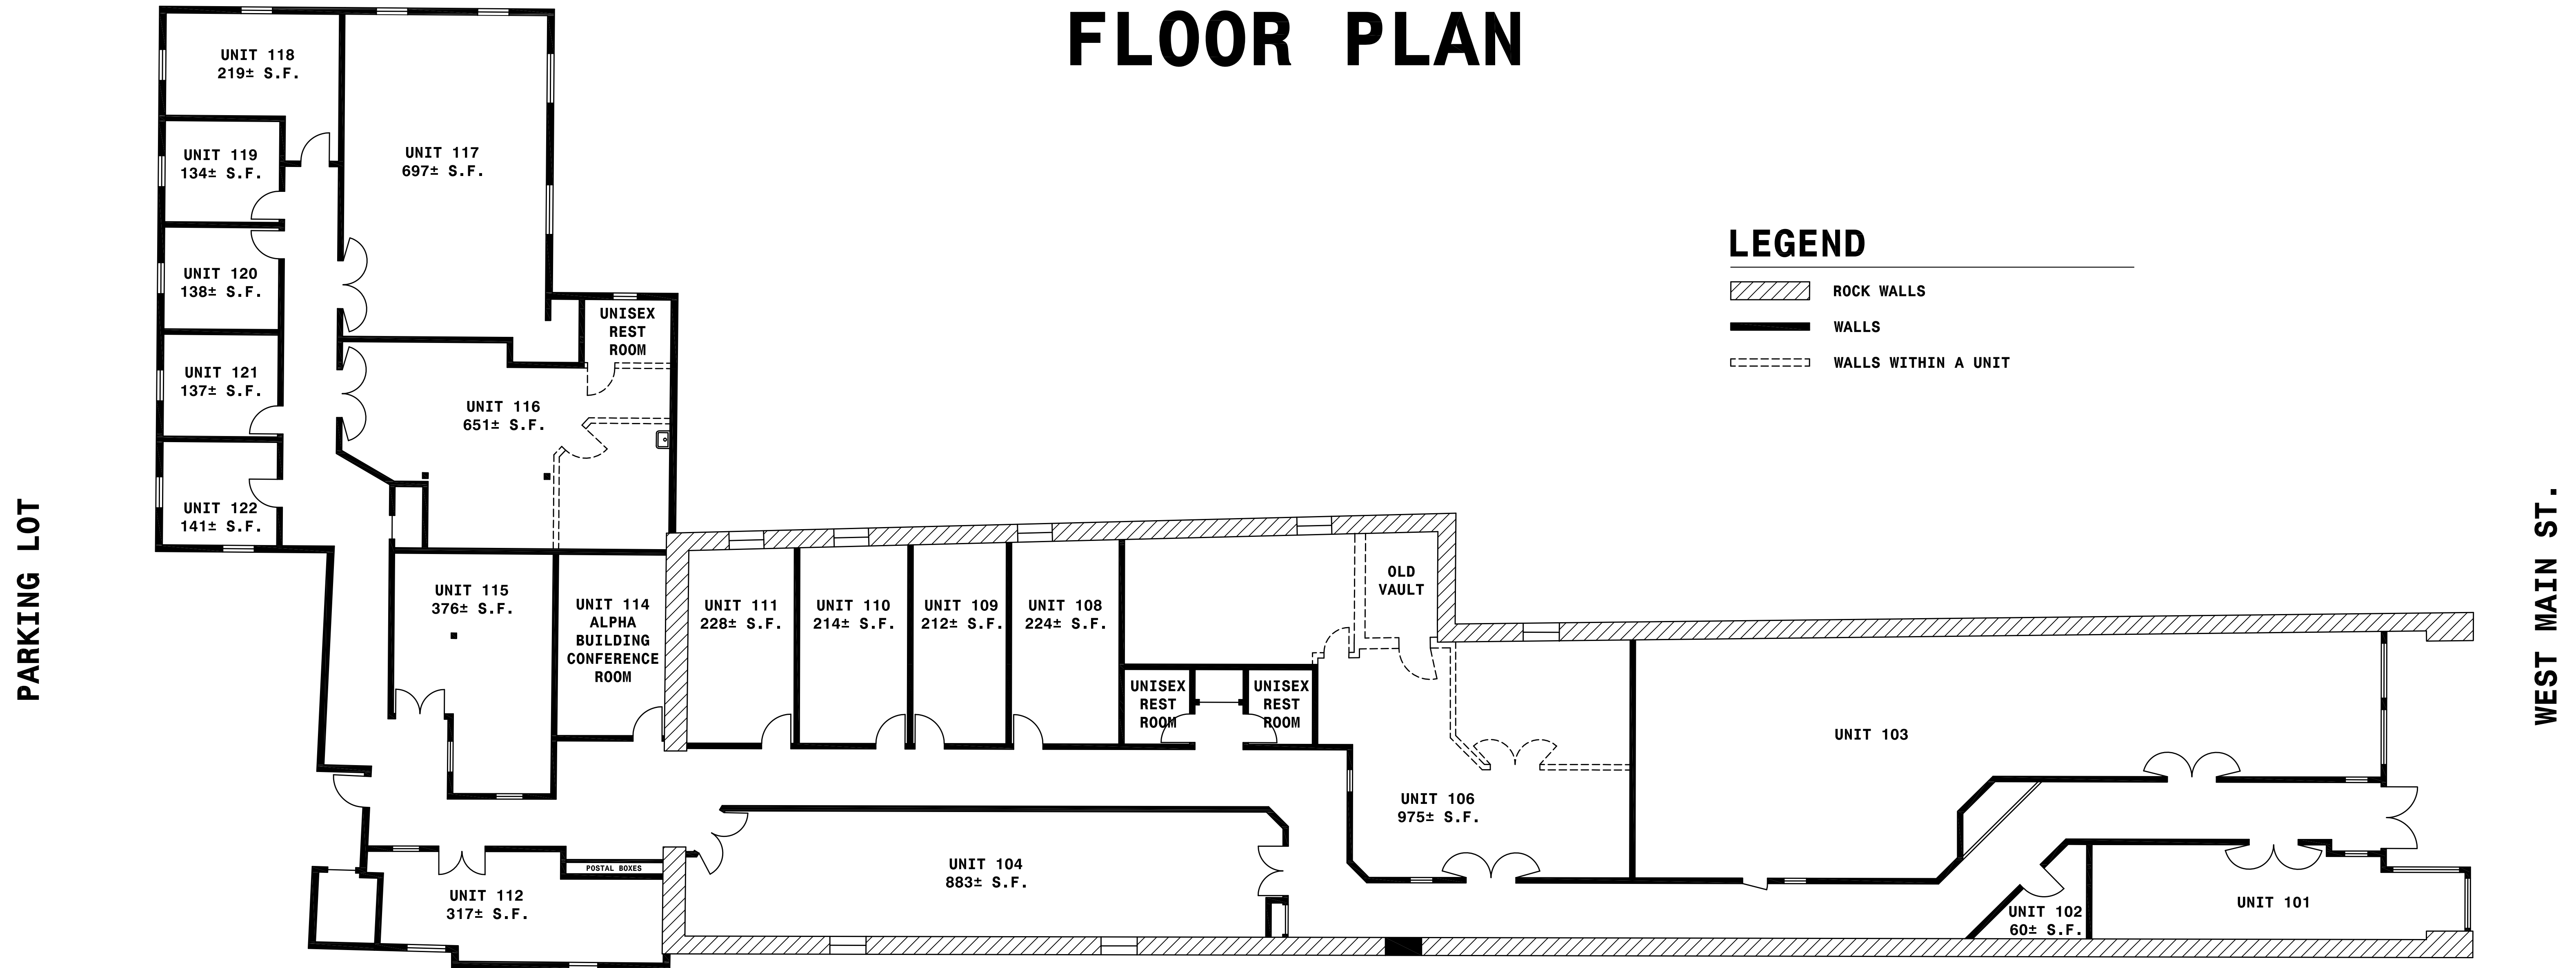 FLOOR PLAN
UNIT 118
219± S.F.
UNIT 119
134± S.F.
UNIT 117
697± S.F.
UNIT 120
138± S.F.
UNISEX
REST
ROOM
UNIT 121
137± S.F.
UNIT 116
651± S.F.
UNIT 122
141± S.F.
LEGEND
ROCK WALLS
WALLS
WALLS WITHIN A UNIT
PARKING LOT
WEST MAIN ST.
UNIT 115
376± S.F.
UNIT 114
ALPHA
BUILDING
CONFERENCE
ROOM
UNIT 111
228± S.F.
UNIT 110
214± S.F.
UNIT 109
212± S.F.
UNIT 108
224± S.F.
OLD
VAULT
UNISEX
REST
ROOM
UNISEX
REST
ROOM
UNIT 103
UNIT 106
975± S.F.
UNIT 104
883± S.F.
POSTAL BOXES
UNIT 112
317± S.F.
UNIT 102
60± S.F.
UNIT 101